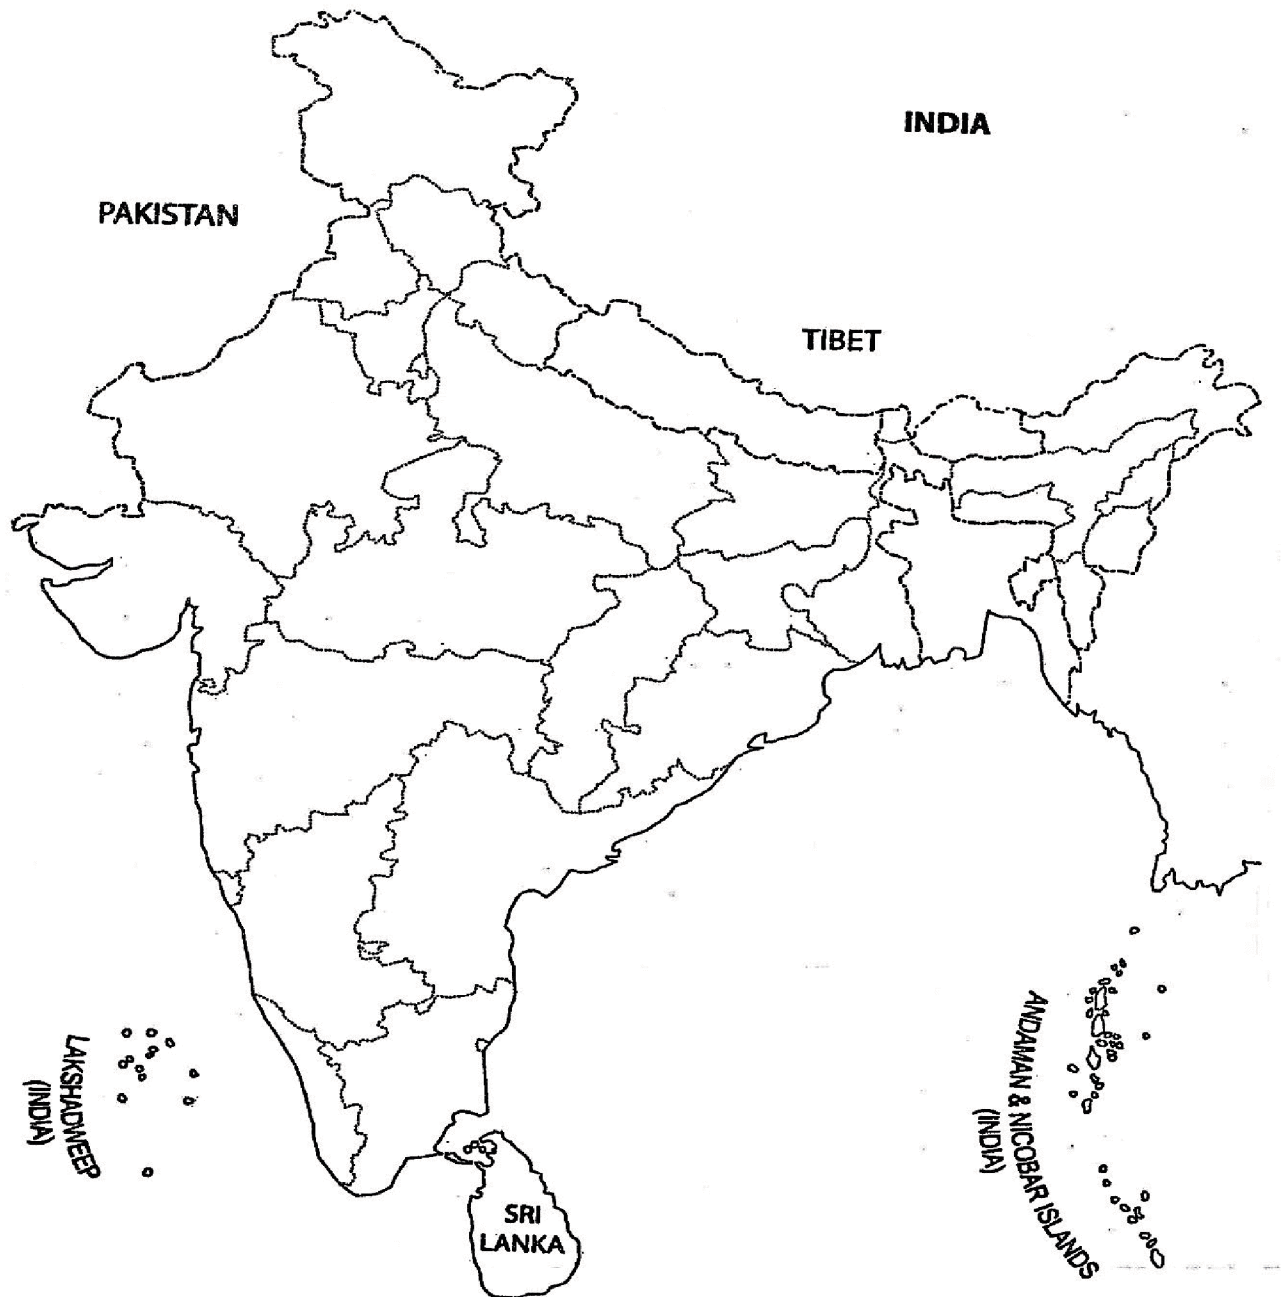 INDIA
PAKISTAN
TIBET
LAKSHADWEEP
(INDIA)
ANDAMAN & NICOBAR ISLANDS
(INDIA)
SRI
LANKA